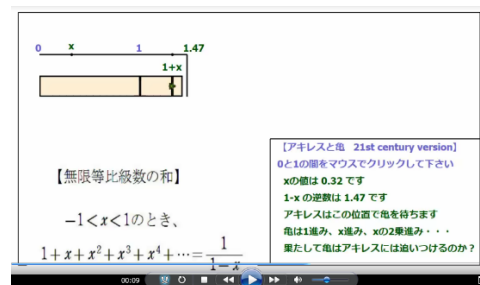 0 x 1 1.47
1+x
【アキレスと亀 21st century version】
0と1の間をマウスでクリックして下さい
xの値は 0.32 です
1-x の逆数は 1.47 です
アキレスはこの位置で亀を待ちます
亀は1進み、x進み、xの2乗進み・・・
果たして亀はアキレスには追いつけるのか？
【無限等比級数の和】
-1<x<1のとき、
1+x+x²+x³+x⁴+⋯=1/(1-x)
00:09